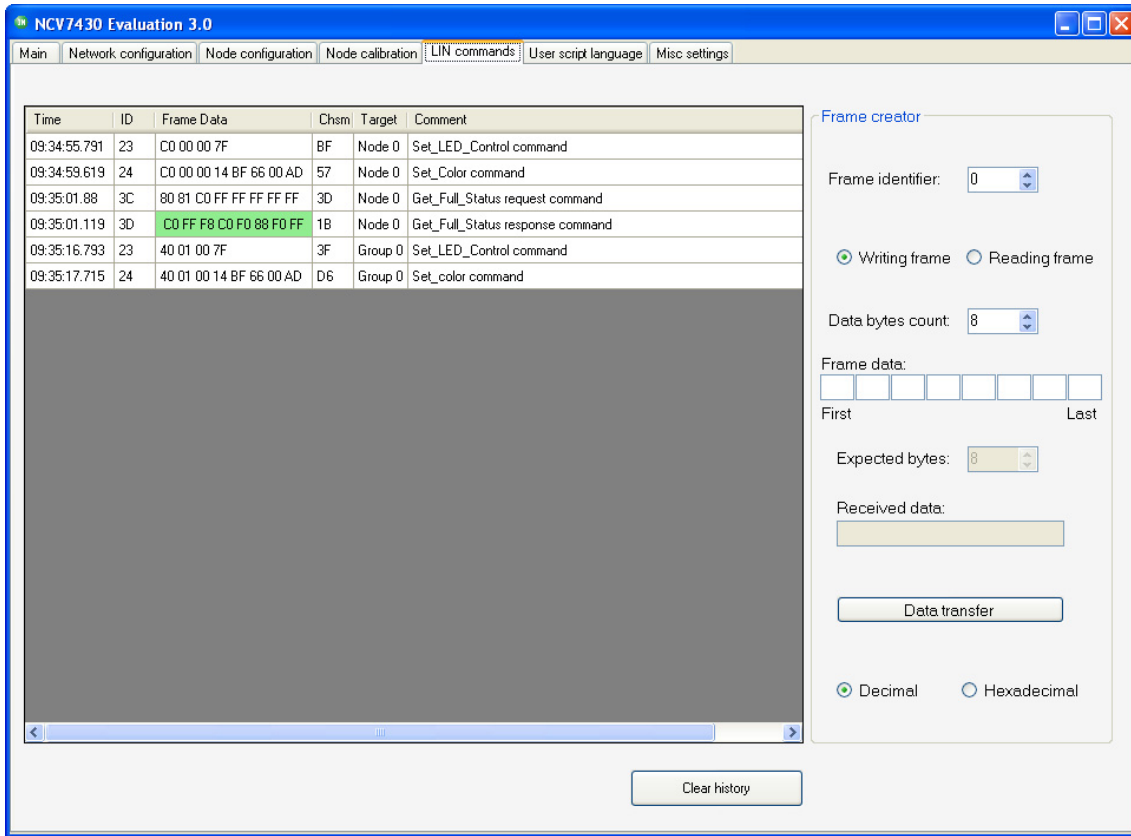 NCV7430 Evaluation 3.0
Main Network configuration Node configuration Node calibration LIN commands User script language Misc settings
Time ID Frame Data Chsm Target Comment
09:34:55.791 23 C0 00 00 7F BF Node 0 Set_LED_Control command
09:34:59.619 24 C0 00 00 14 BF 66 00 AD 57 Node 0 Set_Color command
09:35:01.88 3C 80 81 C0 FF FF FF FF FF 3D Node 0 Get_Full_Status request command
09:35:01.119 3D C0 FF F8 C0 F0 88 F0 FF 1B Node 0 Get_Full_Status response command
09:35:16.793 23 40 01 00 7F 3F Group 0 Set_LED_Control command
09:35:17.715 24 40 01 00 14 BF 66 00 AD D6 Group 0 Set_color command
Frame creator
Frame identifier: 0
Writing frame Reading frame
Data bytes count: 8
Frame data:
First Last
Expected bytes: 8
Received data:
Data transfer
Decimal Hexadecimal
Clear history